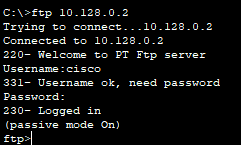 C:\>ftp 10.128.0.2
Trying to connect...10.128.0.2
Connected to 10.128.0.2
220- Welcome to PT Ftp server
Username:cisco
331- Username ok, need password
Password:
230- Logged in
(passive mode On)
ftp>